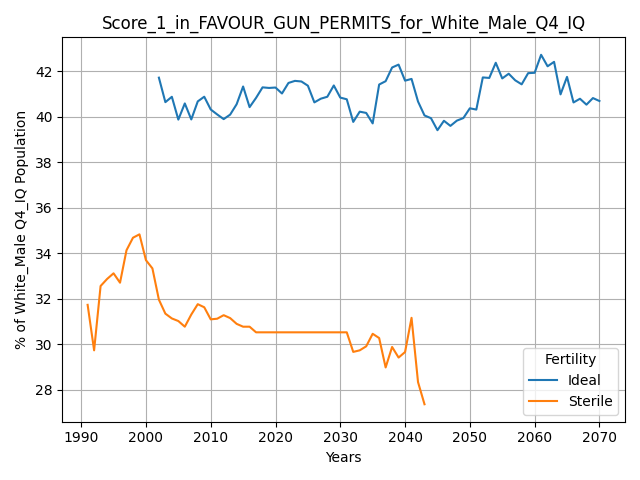 Score_1_in_FAVOUR_GUN_PERMITS_for_White_Male_Q4_IQ
% of White_Male Q4_IQ Population
42
40
38
36
34
32
30
28
1990 2000 2010 2020 2030 2040 2050 2060 2070
Years
Fertility
Ideal
Sterile